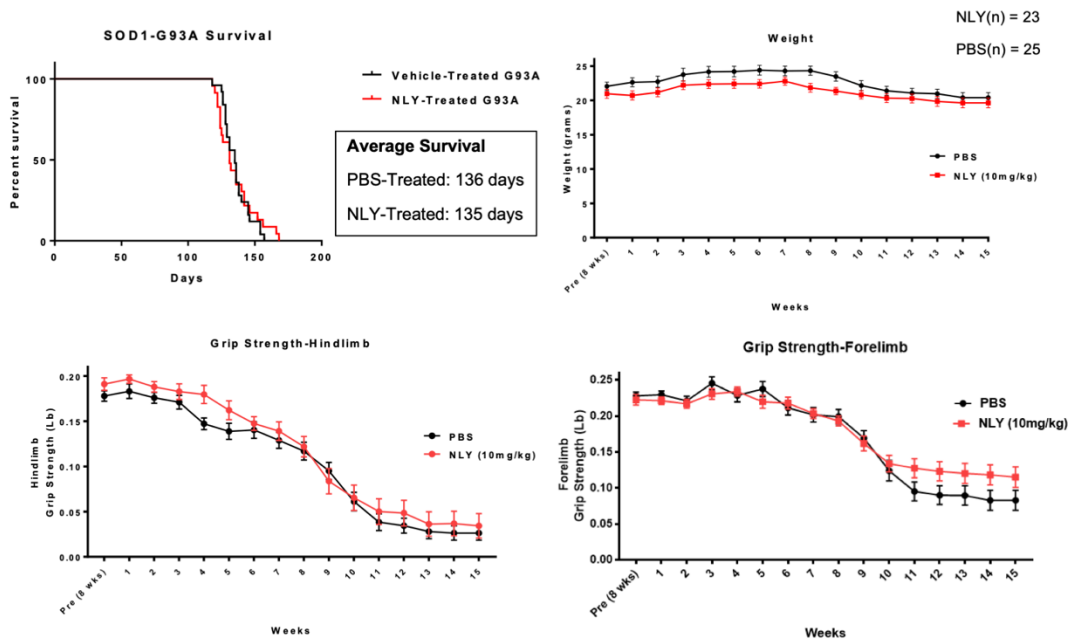 SOD1-G93A Survival
Percent survival
100
50
0
0
50
100
150
200
Days
Vehicle-Treated G93A
NLY-Treated G93A
Average Survival
PBS-Treated: 136 days
NLY-Treated: 135 days
NLY(n) = 23
PBS(n) = 25
Weight
Weight (grams)
25
20
15
10
5
0
PBS
NLY (10mg/kg)
Pre (8 wks)
1
2
3
4
5
6
7
8
9
10
11
12
13
14
15
Weeks
Grip Strength-Hindlimb
Hindlimb
Grip Strength (Lb)
0.20
0.15
0.10
0.05
0.00
PBS
NLY (10mg/kg)
Pre (8 wks)
1
2
3
4
5
6
7
8
9
10
11
12
13
14
15
Weeks
Grip Strength-Forelimb
Forelimb
Grip Strength (Lb)
0.25
0.20
0.15
0.10
0.05
0.00
PBS
NLY (10mg/kg)
Pre (8 wks)
1
2
3
4
5
6
7
8
9
10
11
12
13
14
15
Weeks